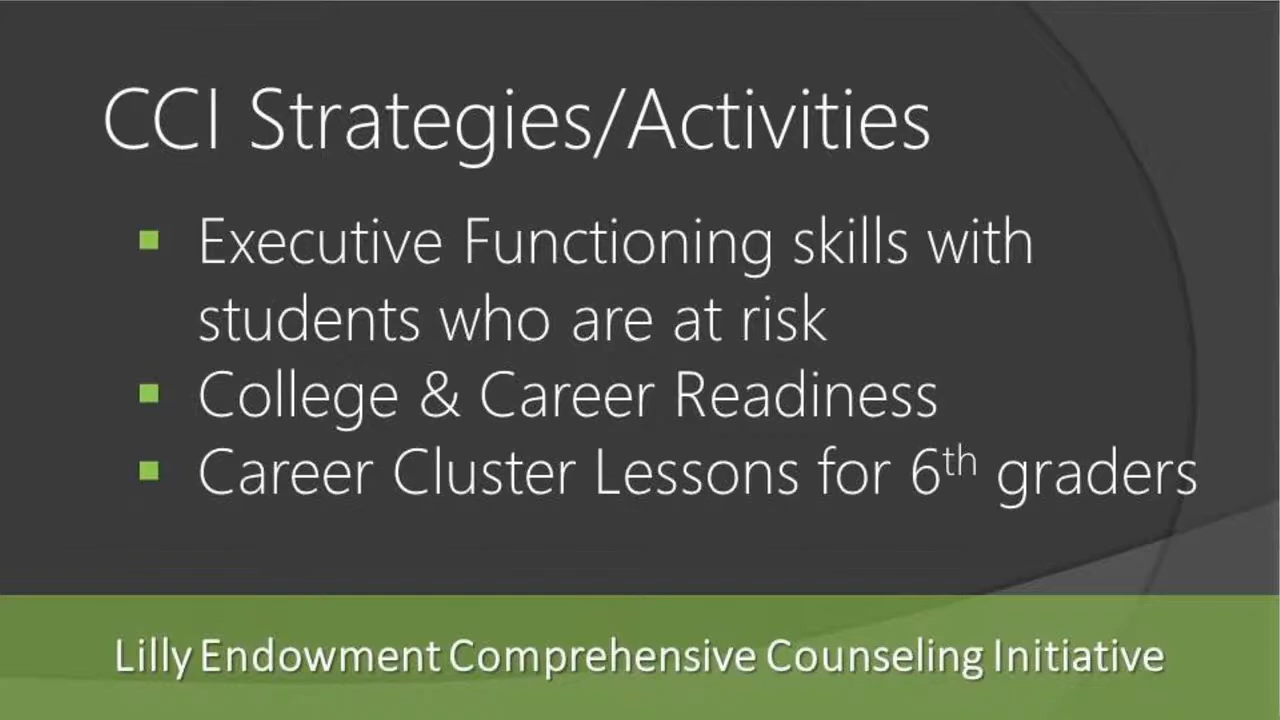 CCI Strategies/Activities
▪ Executive Functioning skills with
students who are at risk
▪ College & Career Readiness
▪ Career Cluster Lessons for 6th graders
Lilly Endowment Comprehensive Counseling Initiative